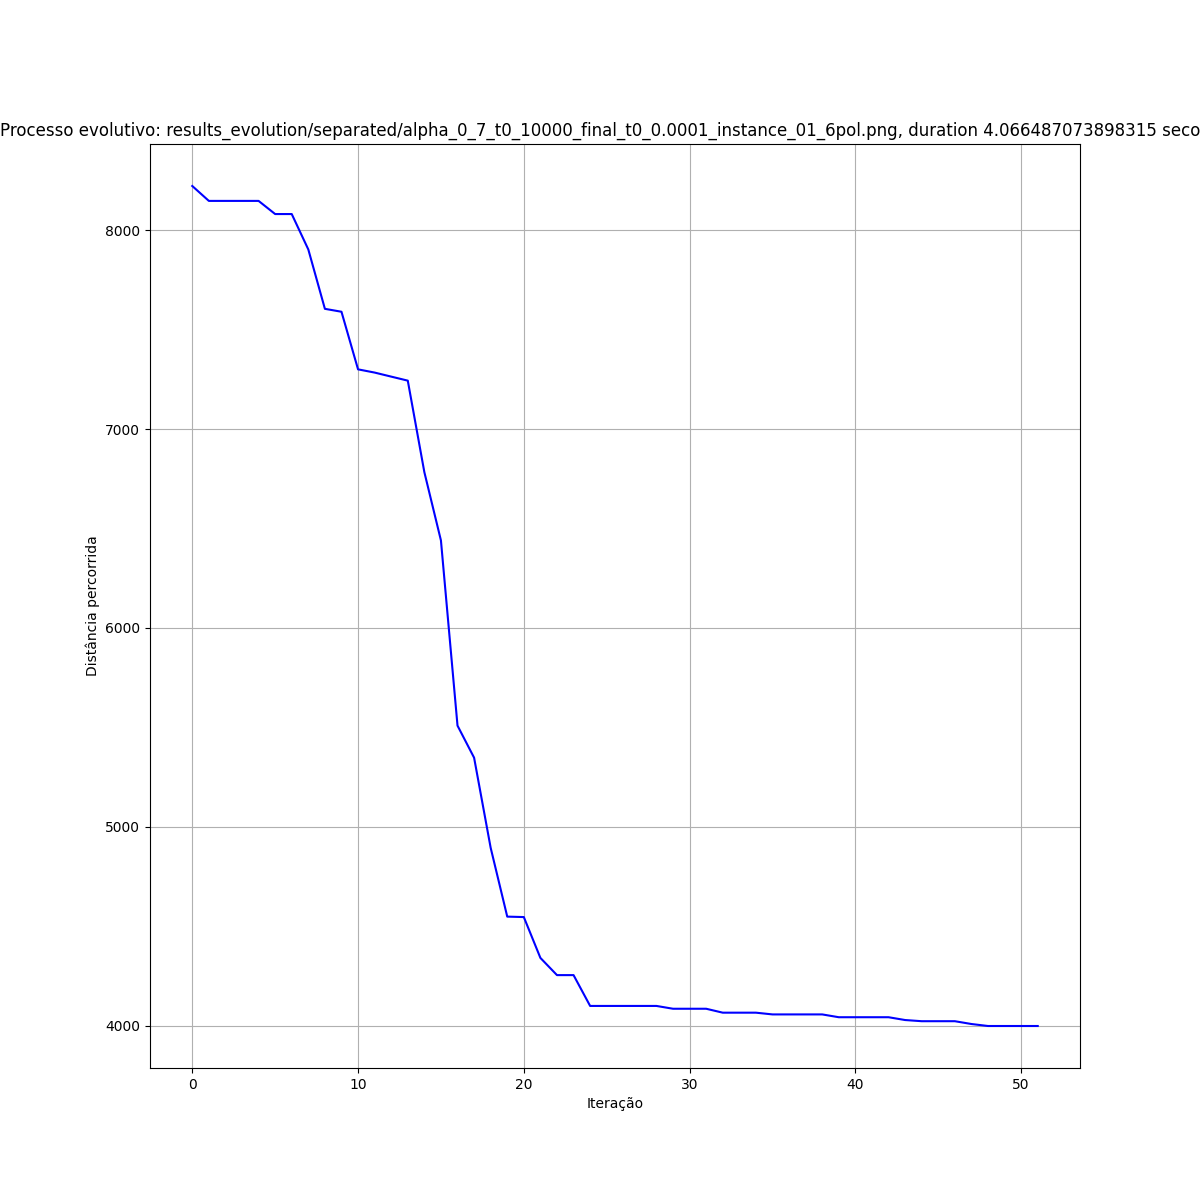 Processo evolutivo: results_evolution/separated/alpha_0_7_t0_10000_final_t0_0.0001_instance_01_6pol.png, duration 4.066487073898315 seco
8000
7000
6000
5000
4000
Distância percorrida
0 10 20 30 40 50
Iteração